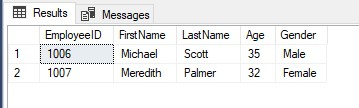 Results Messages
EmployeeID FirstName LastName Age Gender
1 1006 Michael Scott 35 Male
2 1007 Meredith Palmer 32 Female